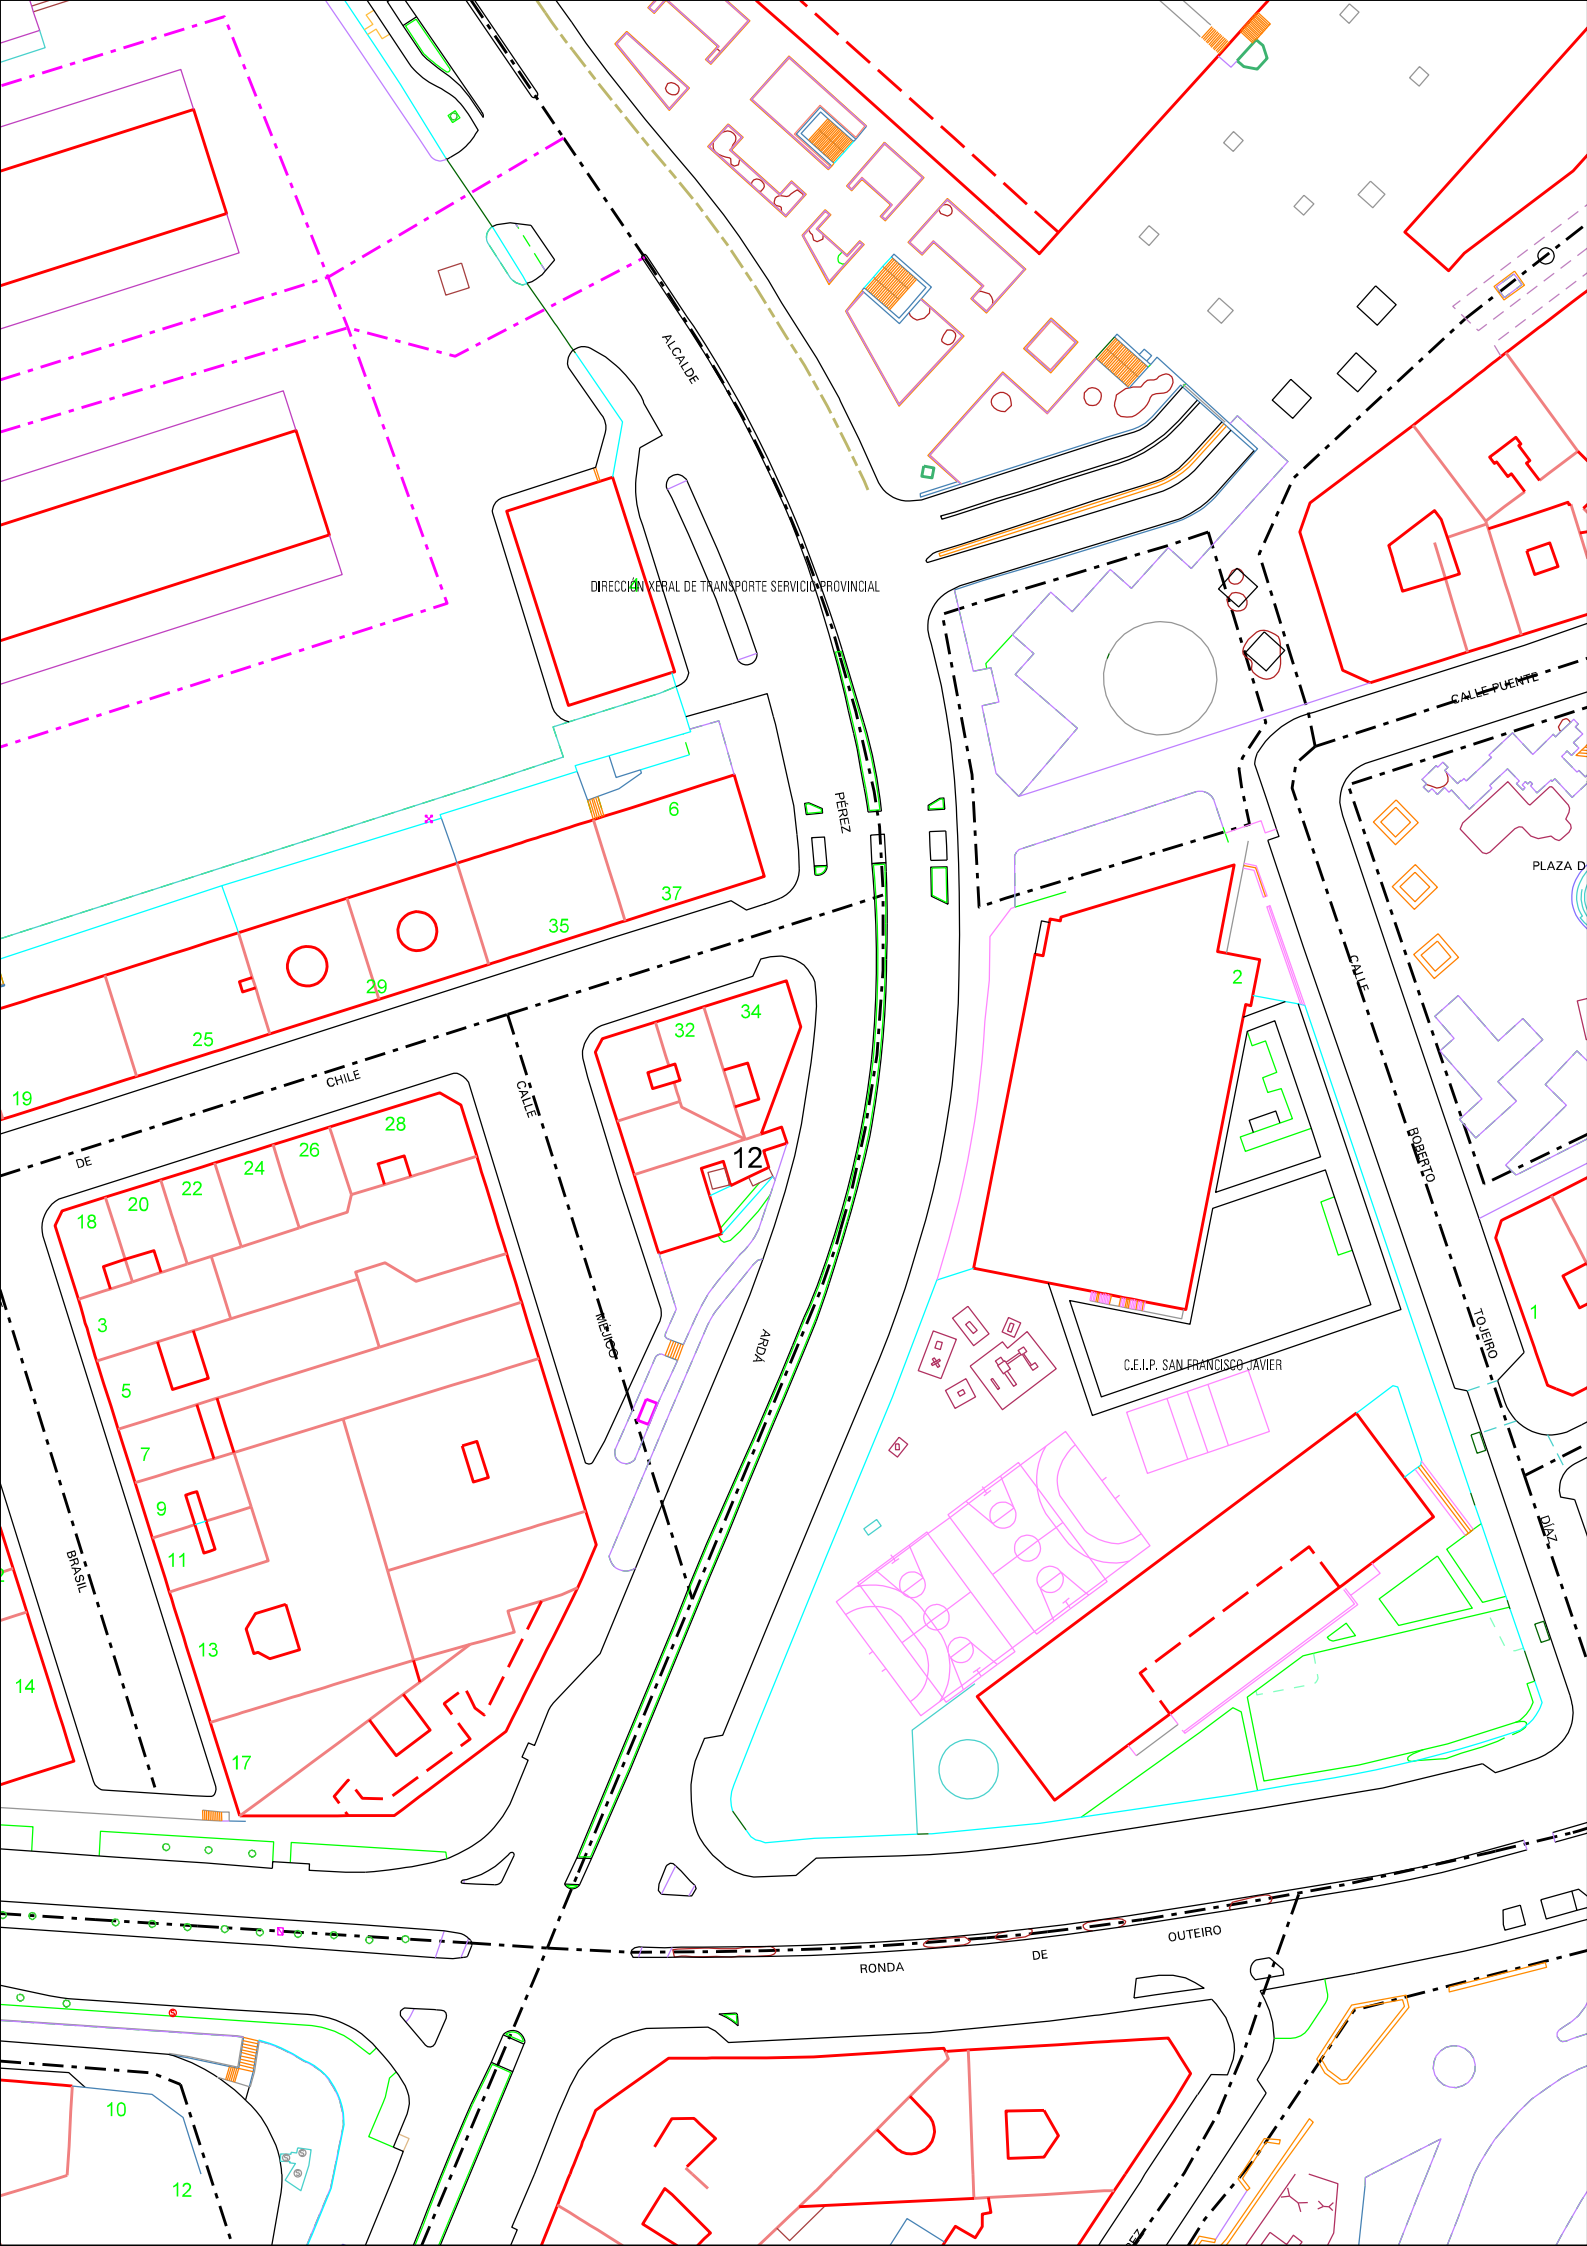 ALCALDE
DIRECCIÓN XERAL DE TRANSPORTE SERVICIO PROVINCIAL
CALLE PUENTE
PÉREZ
6
37
35
29
25
19
PLAZA D
CALLE
2
34
32
CHILE
CALLE
DE
28
26
24
22
20
18
12
ROBERTO
3
5
7
9
11
13
17
14
BRASIL
MÉJICO
ARDÁ
TOJEIRO
1
C.E.I.P. SAN FRANCISCO JAVIER
DÍAZ
RONDA
DE
OUTEIRO
10
12